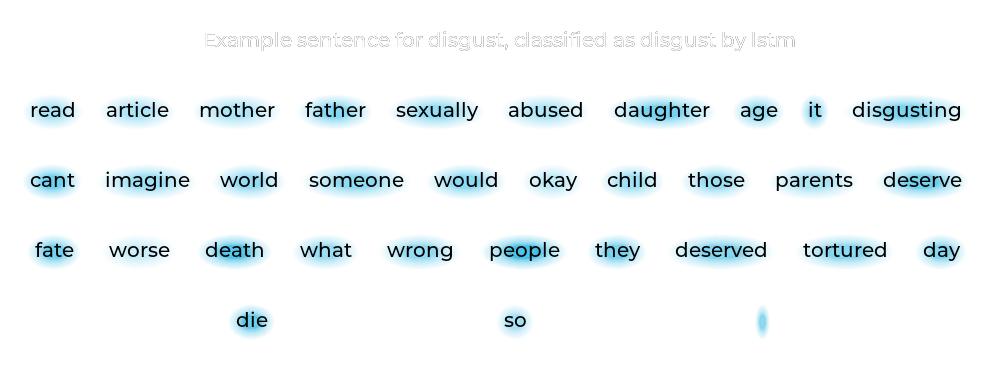 Example sentence for disgust, classified as disgust by lstm
read article mother father sexually abused daughter age it disgusting
cant imagine world someone would okay child those parents deserve
fate worse death what wrong people they deserved tortured day
die so